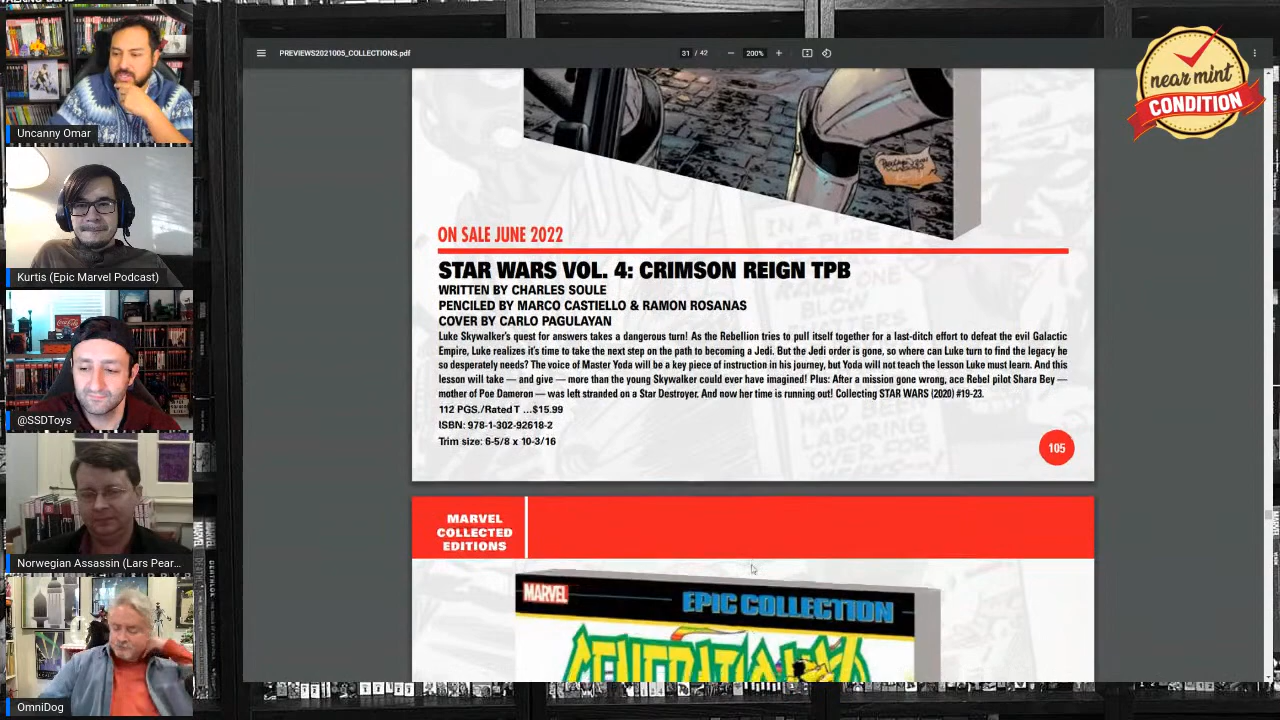 PREVIEWS2021005_COLLECTIONS.pdf
31 / 42
200%
near mint
CONDITION
Uncanny Omar
Kurtis (Epic Marvel Podcast)
@SSDToys
Norwegian Assassin (Lars Pear...
OmniDog
ON SALE JUNE 2022
STAR WARS VOL. 4: CRIMSON REIGN TPB
WRITTEN BY CHARLES SOULE
PENCILED BY MARCO CASTIELLO & RAMON ROSANAS
COVER BY CARLO PAGULAYAN
Luke Skywalker's quest for answers takes a dangerous turn! As the Rebellion tries to pull itself together for a last-ditch effort to defeat the evil Galactic
Empire, Luke realizes it's time to take the next step on the path to becoming a Jedi. But the Jedi order is gone, so where can Luke turn to find the legacy he
so desperately needs? The voice of Master Yoda will be a key piece of instruction in his journey, but Yoda will not teach the lesson Luke must learn. And this
lesson will take — and give — more than the young Skywalker could ever have imagined! Plus: After a mission gone wrong, ace Rebel pilot Shara Bey —
mother of Poe Dameron — was left stranded on a Star Destroyer. And now her time is running out! Collecting STAR WARS (2020) #19-23.
112 PGS./Rated T ...$15.99
ISBN: 978-1-302-92618-2
Trim size: 6-5/8 x 10-3/16
105
MARVEL
COLLECTED
EDITIONS
MARVEL
EPIC COLLECTION